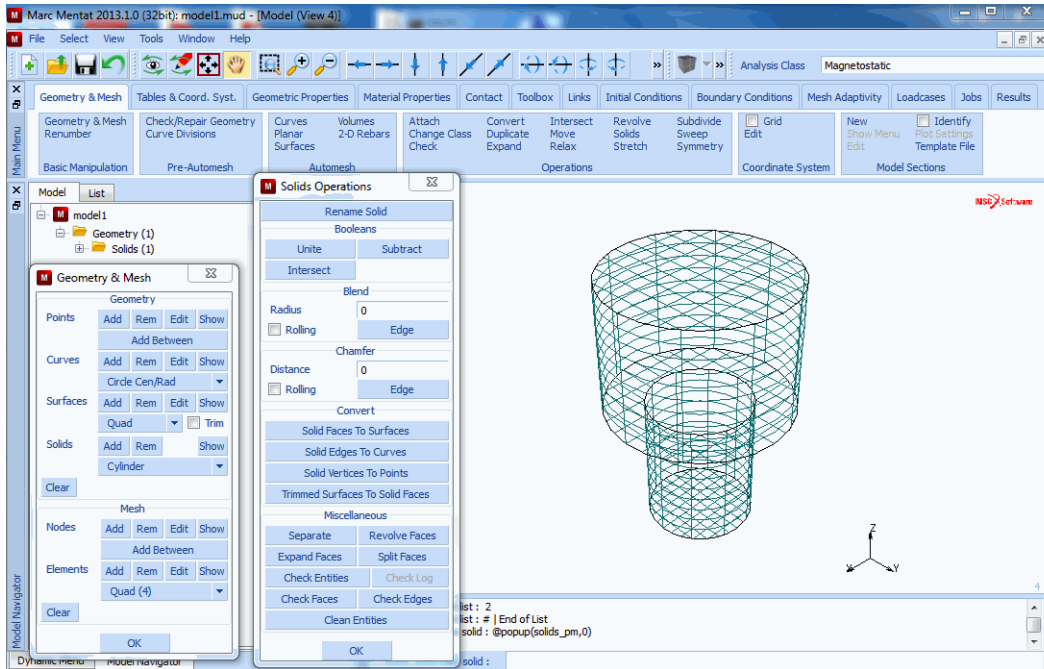 Marc Mentat 2013.1.0 (32bit): model1.mud - [Model (View 4)]
File Select View Tools Window Help
» » Analysis Class Magnetostatic
Geometry & Mesh Tables & Coord. Syst. Geometric Properties Material Properties Contact Toolbox Links Initial Conditions Boundary Conditions Mesh Adaptivity Loadcases Jobs Results
Main Menu
Geometry & Mesh Check/Repair Geometry Curves Volumes Attach Convert Intersect Revolve Subdivide Grid New Identify
Renumber Curve Divisions Planar 2-D Rebars Change Class Duplicate Move Solids Sweep Edit Show Menu Plot Settings
Surfaces Check Expand Relax Stretch Symmetry Edit Template File
Basic Manipulation Pre-Automesh Automesh Operations Coordinate System Model Sections
Model List
model1
Geometry (1)
Solids (1)
Model Navigator
Geometry & Mesh
Geometry
Points Add Rem Edit Show
Add Between
Curves Add Rem Edit Show
Circle Cen/Rad
Surfaces Add Rem Edit Show
Quad Trim
Solids Add Rem Show
Cylinder
Clear
Mesh
Nodes Add Rem Edit Show
Add Between
Elements Add Rem Edit Show
Quad (4)
Clear
OK
Solids Operations
Rename Solid
Booleans
Unite Subtract
Intersect
Blend
Radius 0
Rolling Edge
Chamfer
Distance 0
Rolling Edge
Convert
Solid Faces To Surfaces
Solid Edges To Curves
Solid Vertices To Points
Trimmed Surfaces To Solid Faces
Miscellaneous
Separate Revolve Faces
Expand Faces Split Faces
Check Entities Check Log
Check Faces Check Edges
Clean Entities
OK
MSC Software
Z
X Y
4
list : 2
list : # | End of List
solid : @popup(solids_pm,0)
Dynamic Menu Model Navigator
solid :